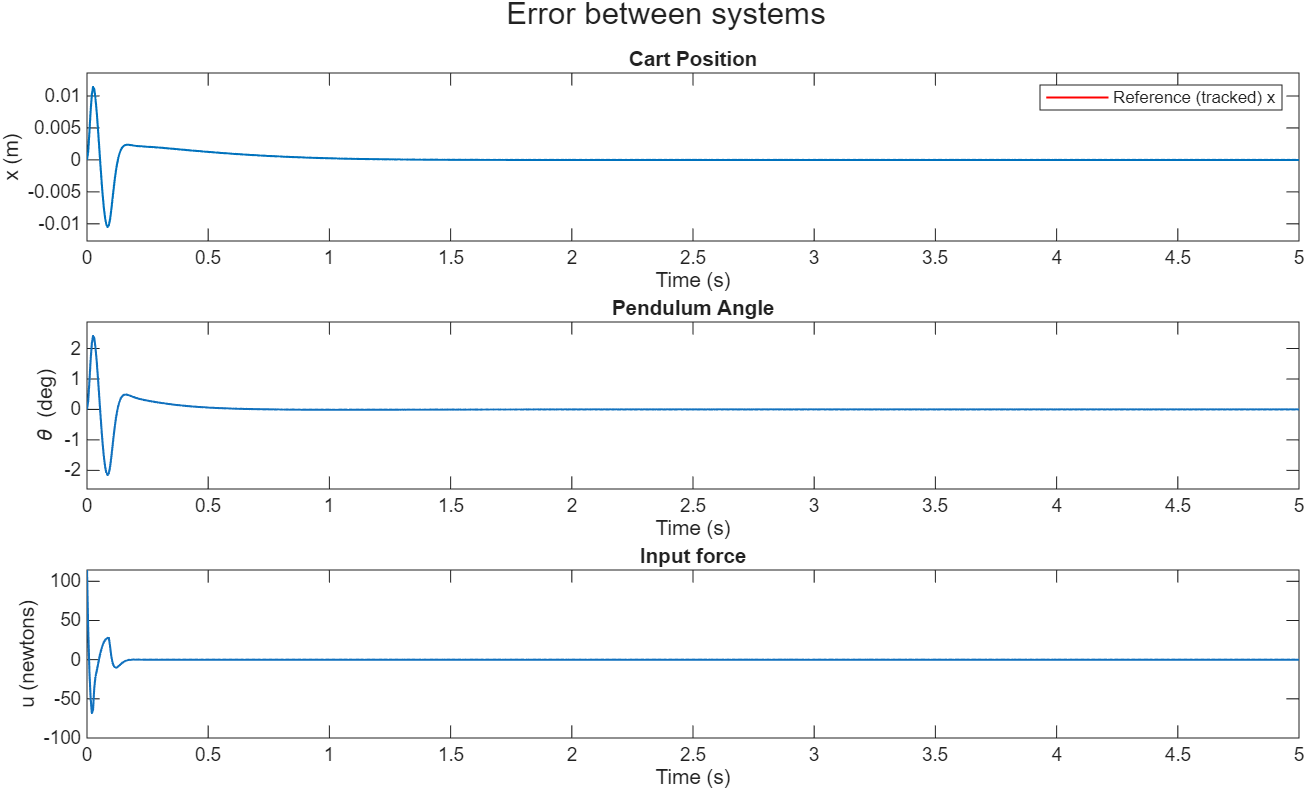 Error between systems
Cart Position
Reference (tracked) x
0.01
0.005
0
-0.005
-0.01
x (m)
0 0.5 1 1.5 2 2.5 3 3.5 4 4.5 5
Time (s)
Pendulum Angle
2
1
0
-1
-2
θ (deg)
0 0.5 1 1.5 2 2.5 3 3.5 4 4.5 5
Time (s)
Input force
100
50
0
-50
-100
u (newtons)
0 0.5 1 1.5 2 2.5 3 3.5 4 4.5 5
Time (s)